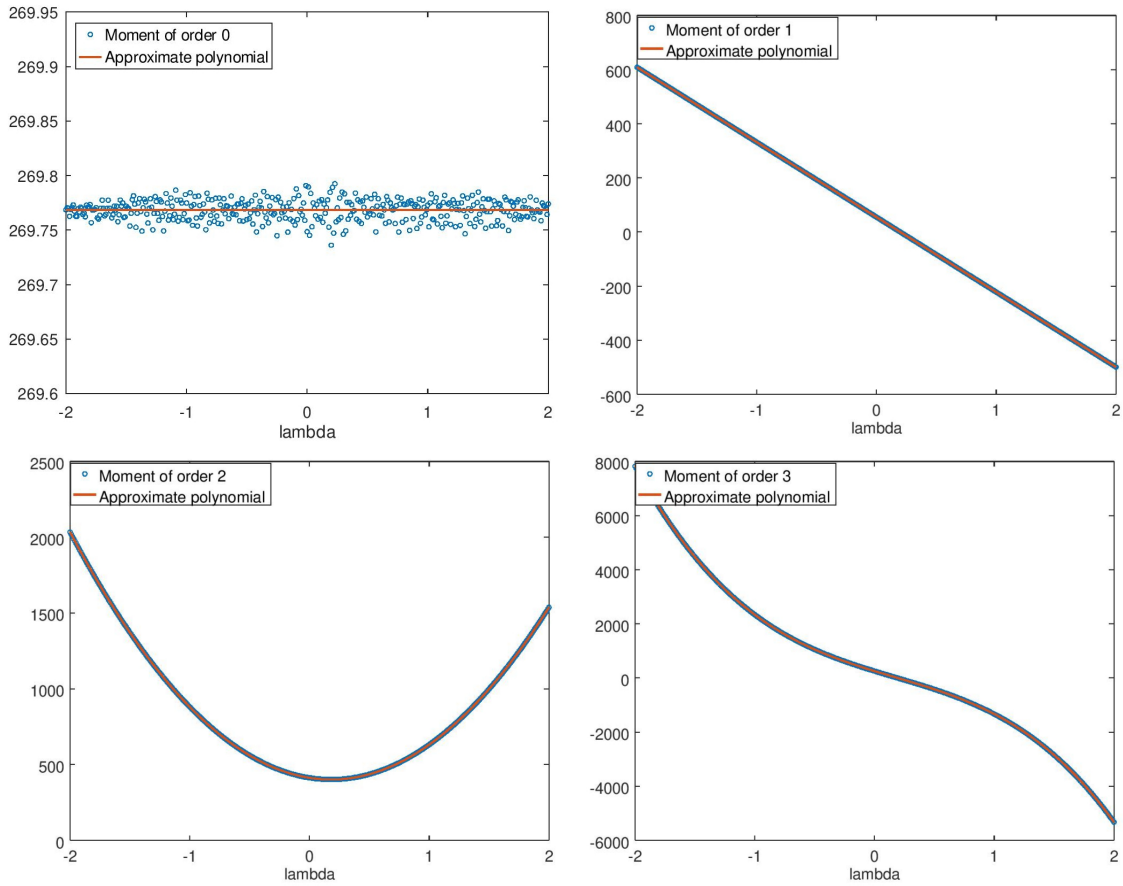 269.95
269.9
269.85
269.8
269.75
269.7
269.65
269.6
Moment of order 0
Approximate polynomial
-2 -1 0 1 2
lambda
800
600
400
200
0
-200
-400
-600
Moment of order 1
Approximate polynomial
-2 -1 0 1 2
lambda
2500
2000
1500
1000
500
0
Moment of order 2
Approximate polynomial
-2 -1 0 1 2
lambda
8000
6000
4000
2000
0
-2000
-4000
-6000
Moment of order 3
Approximate polynomial
-2 -1 0 1 2
lambda